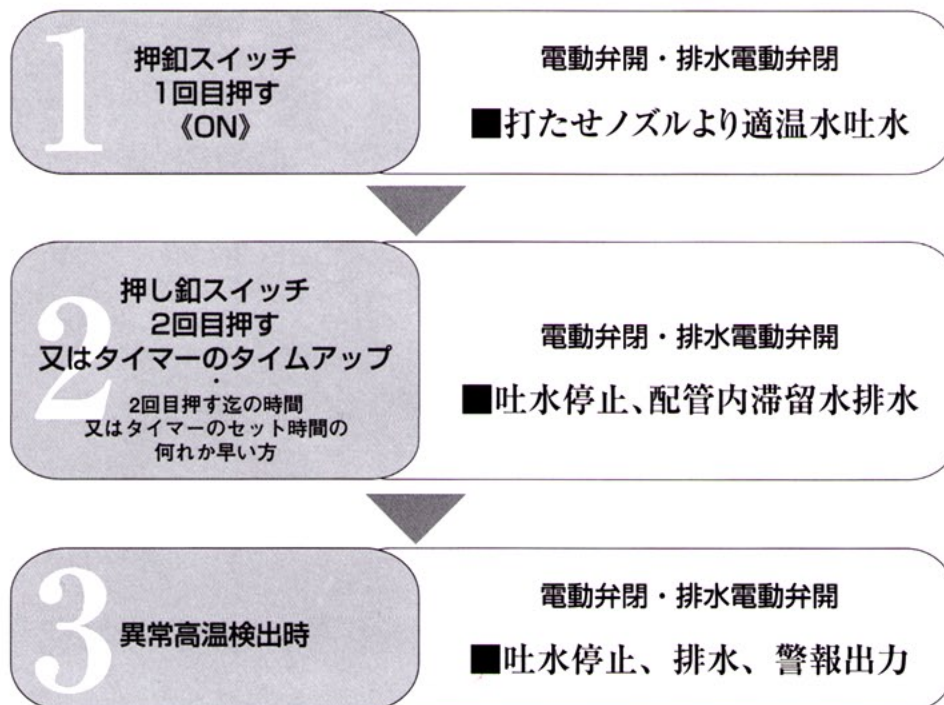 1
押釦スイッチ
1回目押す
《ON》
電動弁開・排水電動弁閉
■打たせノズルより適温水吐水
2
押し釦スイッチ
2回目押す
又はタイマーのタイムアップ
・
2回目押す迄の時間
又はタイマーのセット時間の
何れか早い方
電動弁閉・排水電動弁開
■吐水停止、配管内滞留水排水
3
異常高温検出時
電動弁閉・排水電動弁開
■吐水停止、排水、警報出力